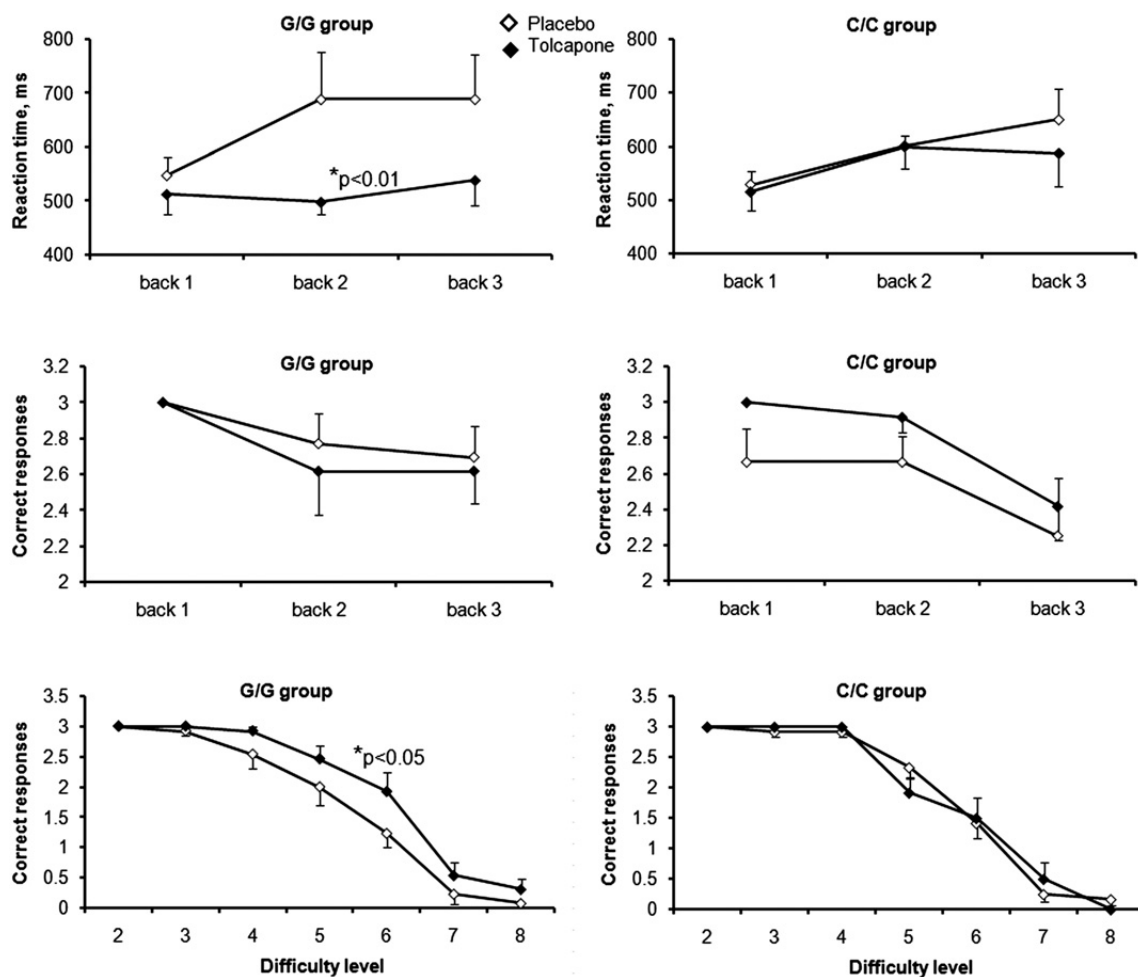 G/G group
Placebo
Tolcapone
C/C group
Reaction time, ms
800
700
600
500
400
*p<0.01
back 1
back 2
back 3
Reaction time, ms
800
700
600
500
400
back 1
back 2
back 3
G/G group
Correct responses
3.2
3
2.8
2.6
2.4
2.2
2
back 1
back 2
back 3
C/C group
Correct responses
3.2
3
2.8
2.6
2.4
2.2
2
back 1
back 2
back 3
G/G group
Correct responses
3.5
3
2.5
2
1.5
1
0.5
0
*p<0.05
2 3 4 5 6 7 8
Difficulty level
C/C group
Correct responses
3.5
3
2.5
2
1.5
1
0.5
0
2 3 4 5 6 7 8
Difficulty level